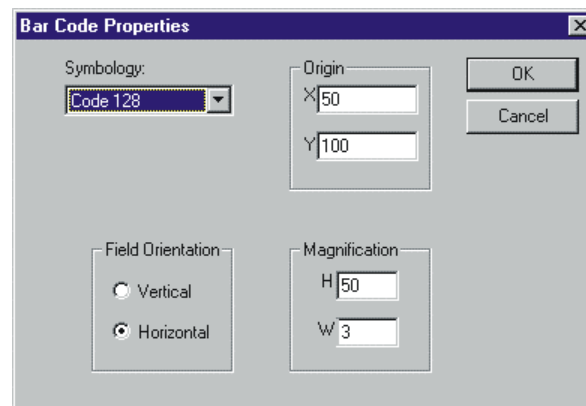 Bar Code Properties
Symbology:
Code 128
Origin
X 50
Y 100
OK
Cancel
Field Orientation
Vertical
Horizontal
Magnification
H 50
W 3